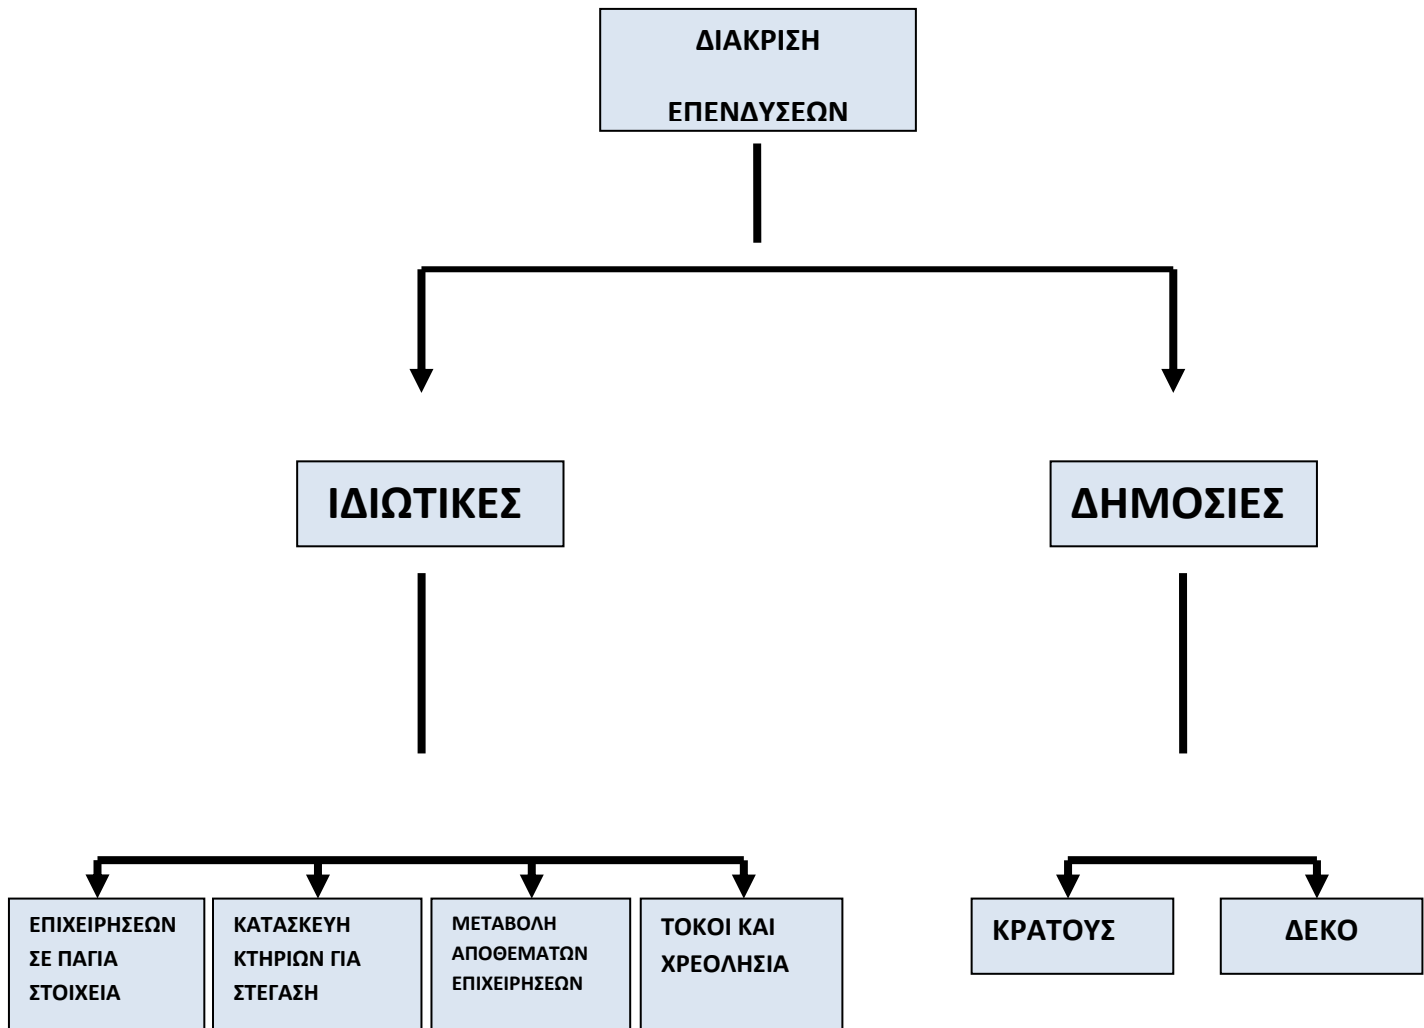 ΔΙΑΚΡΙΣΗ
ΕΠΕΝΔΥΣΕΩΝ
ΙΔΙΩΤΙΚΕΣ
ΔΗΜΟΣΙΕΣ
ΕΠΙΧΕΙΡΗΣΕΩΝ
ΣΕ ΠΑΓΙΑ
ΣΤΟΙΧΕΙΑ
ΚΑΤΑΣΚΕΥΗ
ΚΤΗΡΙΩΝ ΓΙΑ
ΣΤΕΓΑΣΗ
ΜΕΤΑΒΟΛΗ
ΑΠΟΘΕΜΑΤΩΝ
ΕΠΙΧΕΙΡΗΣΕΩΝ
ΤΟΚΟΙ ΚΑΙ
ΧΡΕΟΛΗΣΙΑ
ΚΡΑΤΟΥΣ
ΔΕΚΟ